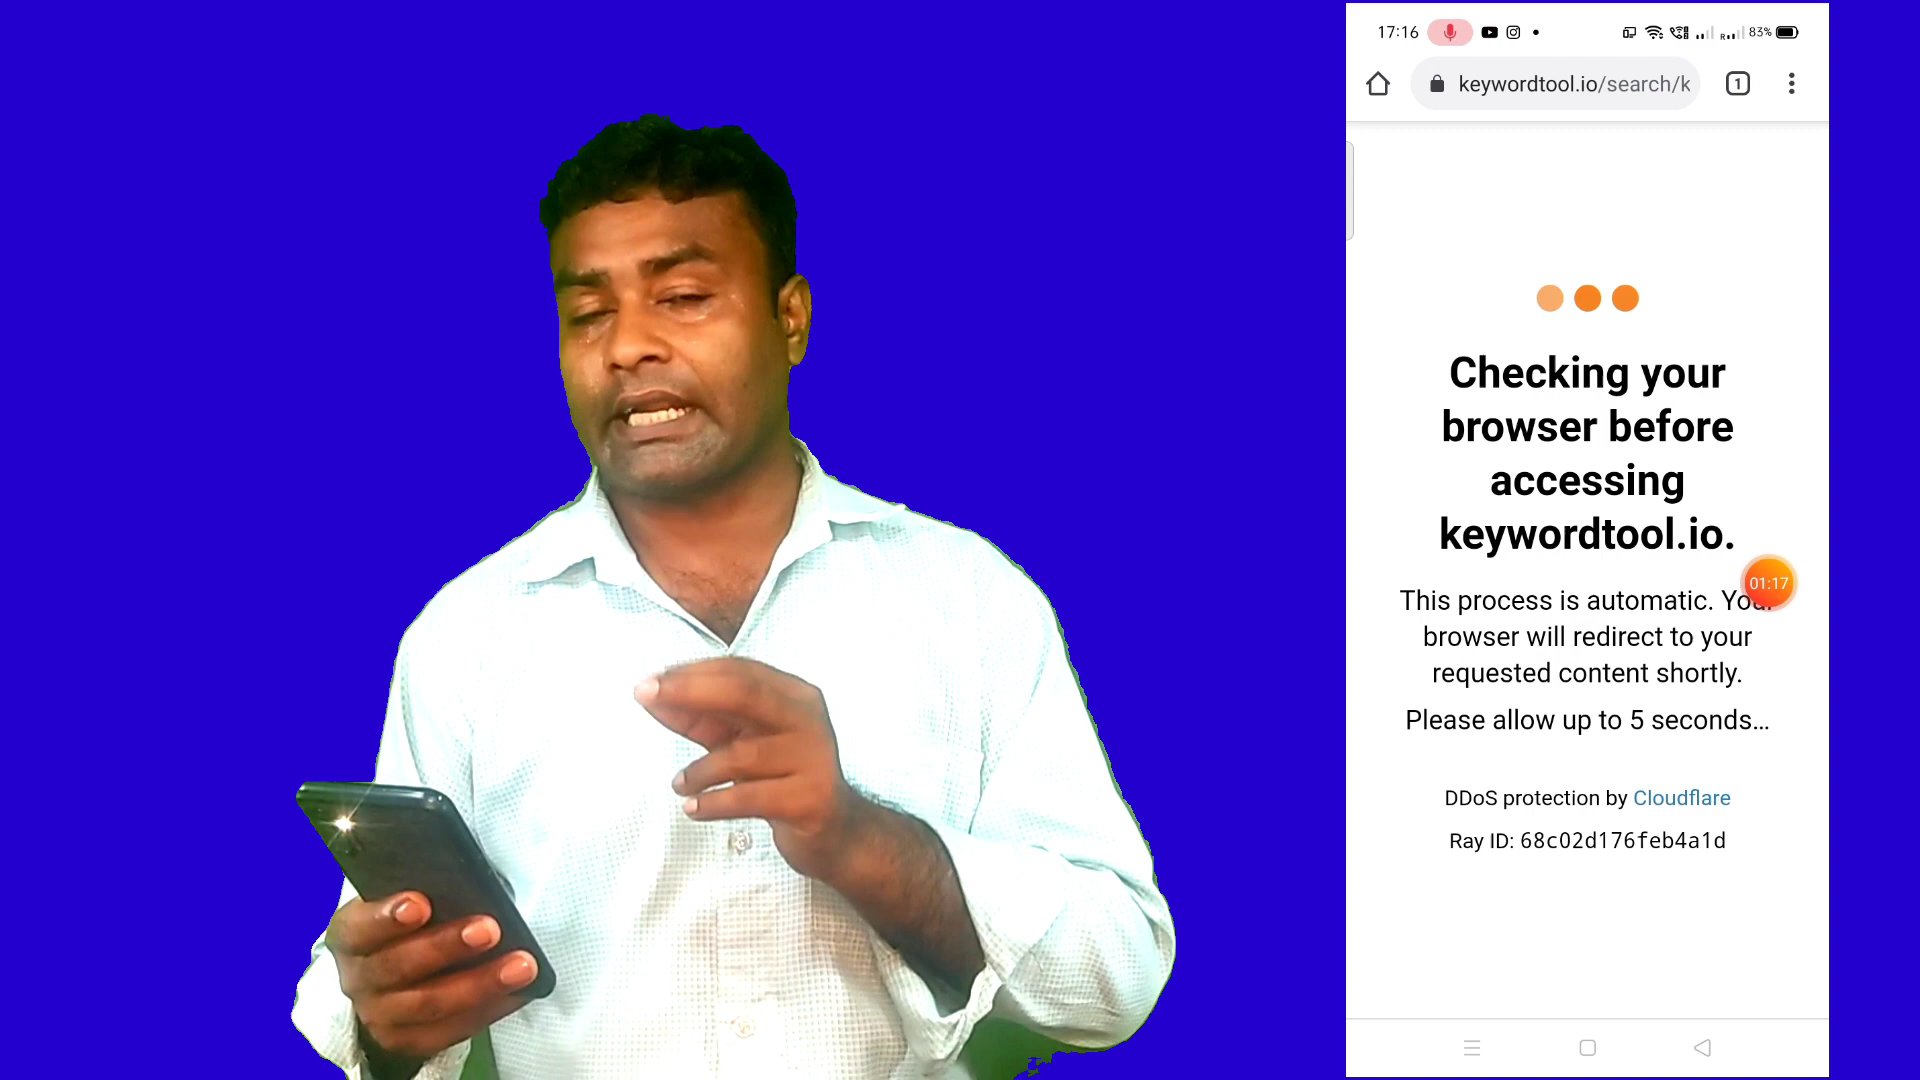 17:16
R
83%
keywordtool.io/search/k
1
Checking your
browser before
accessing
keywordtool.io.
01:17
This process is automatic. Your
browser will redirect to your
requested content shortly.
Please allow up to 5 seconds…
DDoS protection by Cloudflare
Ray ID: 68c02d176feb4a1d